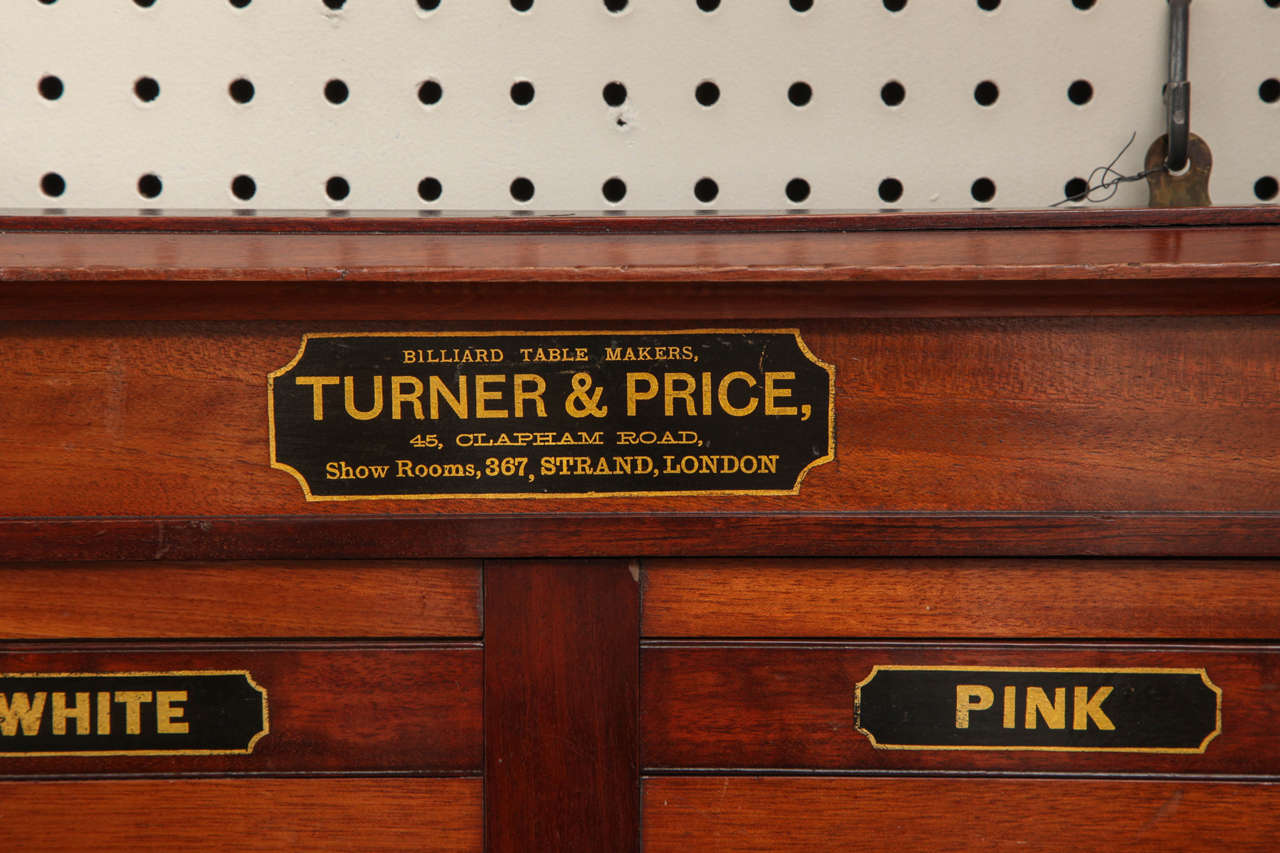 BILLIARD TABLE MAKERS,
TURNER & PRICE,
45, CLAPHAM ROAD,
Show Rooms, 367, STRAND, LONDON
WHITE
PINK